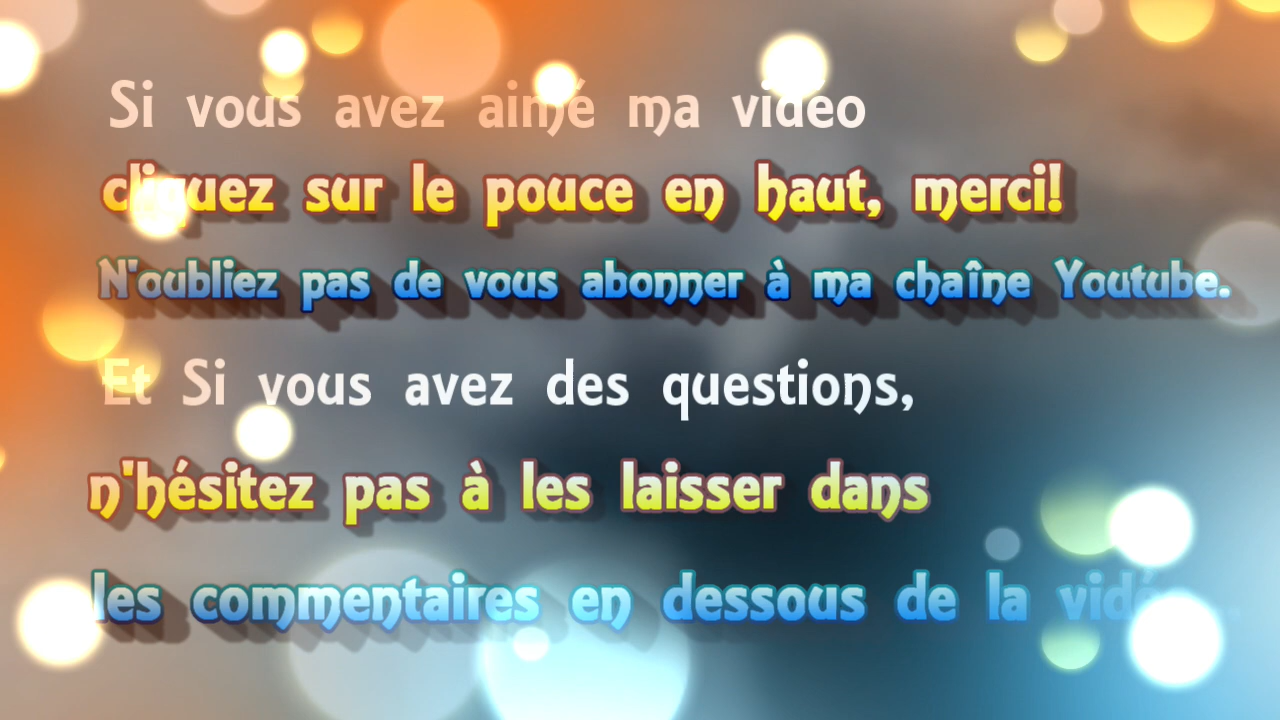 Si vous avez aimé ma video
cliquez sur le pouce en haut, merci!
N'oubliez pas de vous abonner à ma chaîne Youtube.
Et Si vous avez des questions,
n'hésitez pas à les laisser dans
les commentaires en dessous de la